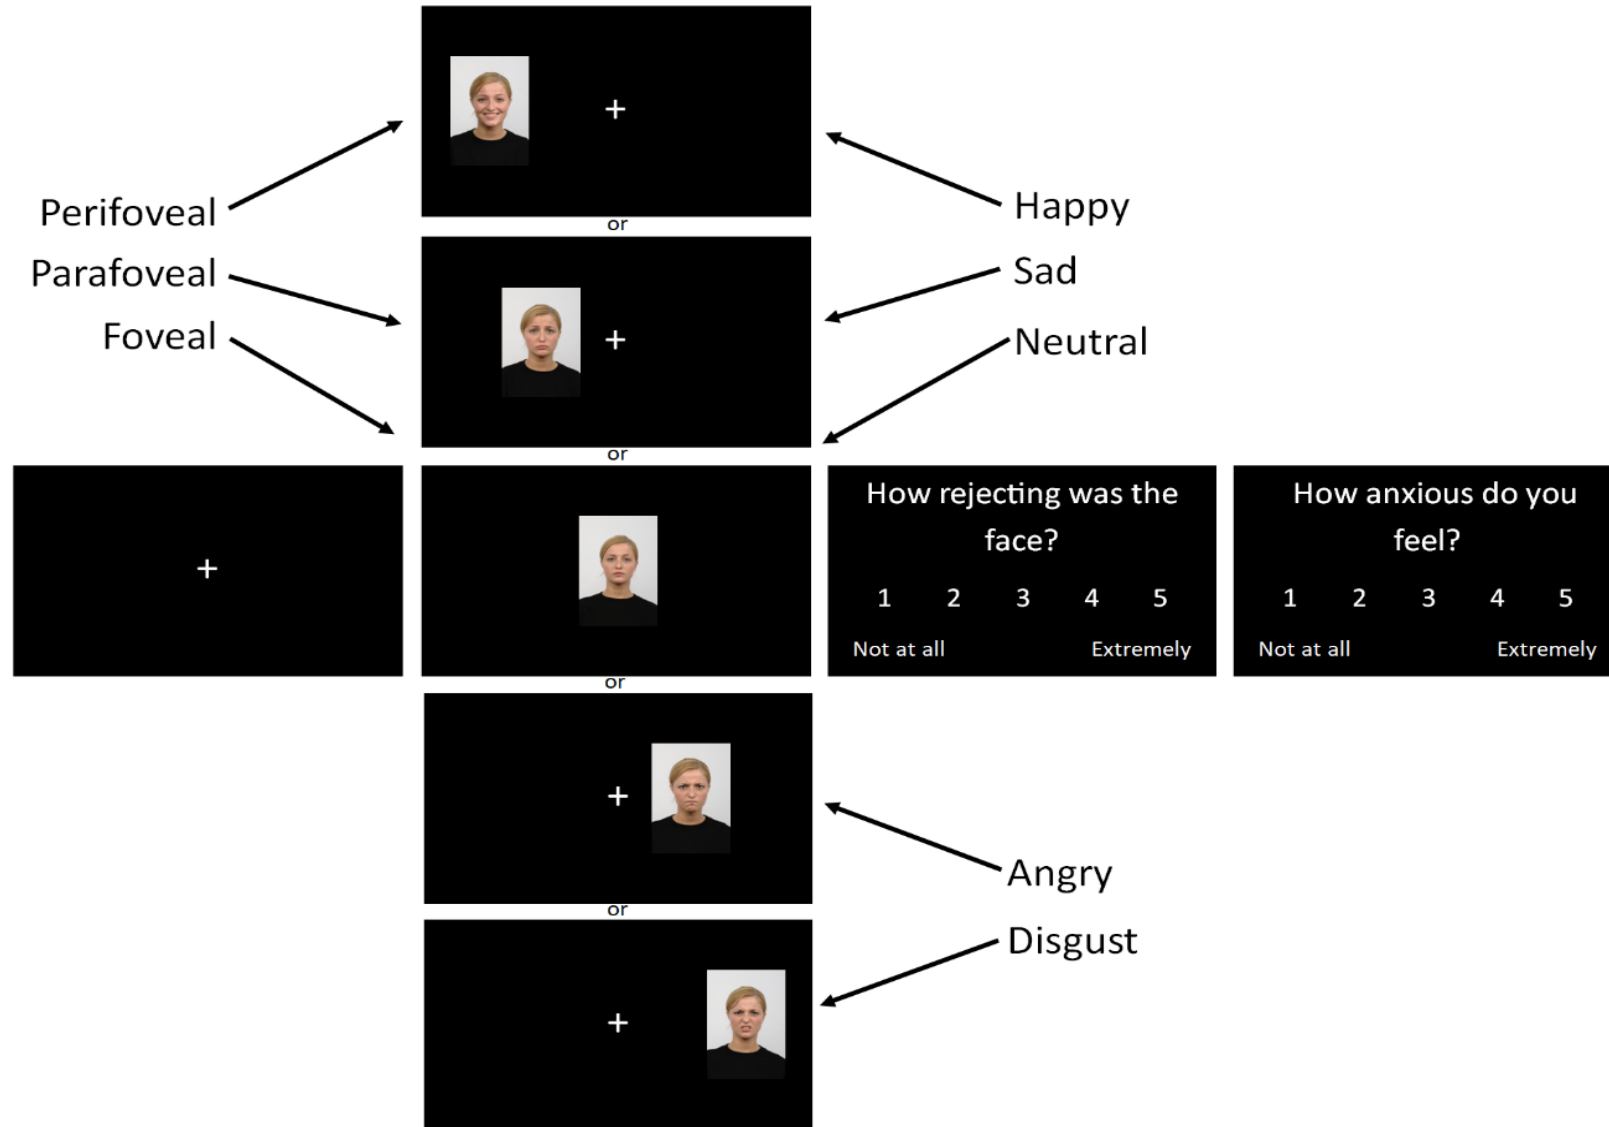 Perifoveal
Parafoveal
Foveal
Happy
Sad
Neutral
or
or
+
+
+
How rejecting was the
face?
1 2 3 4 5
Not at all Extremely
How anxious do you
feel?
1 2 3 4 5
Not at all Extremely
or
+
Angry
or
Disgust
+